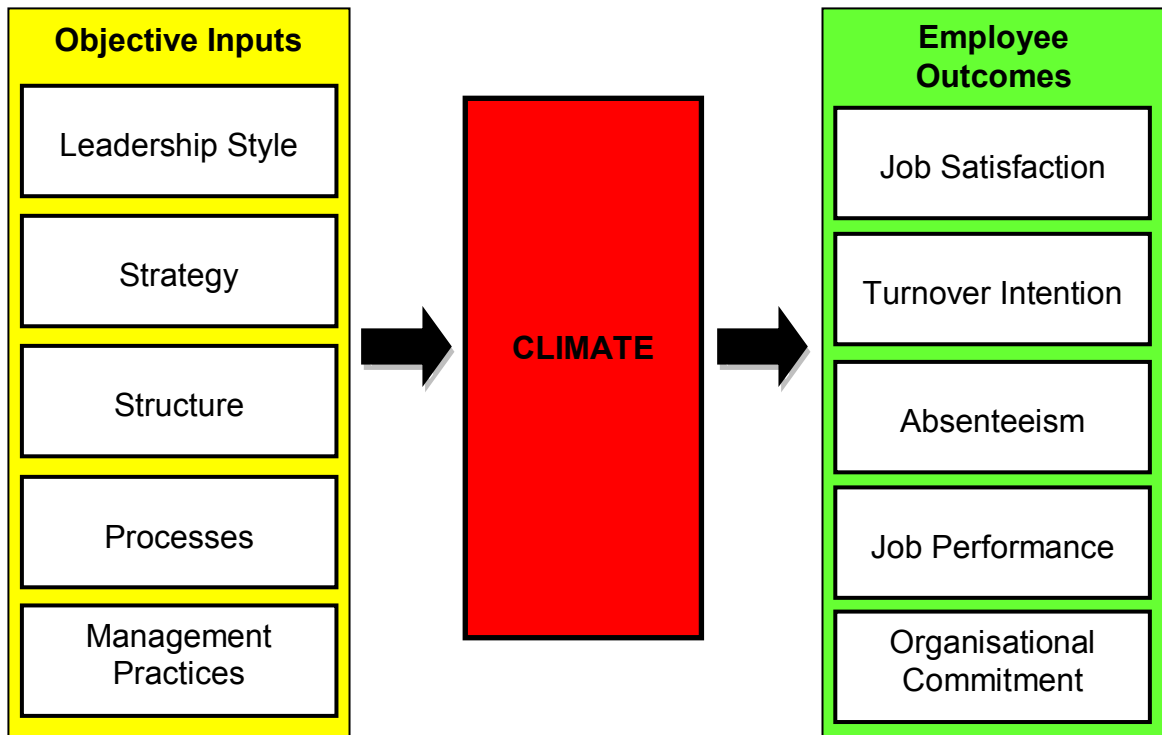 Objective Inputs
Leadership Style
Strategy
Structure
Processes
Management
Practices
CLIMATE
Employee
Outcomes
Job Satisfaction
Turnover Intention
Absenteeism
Job Performance
Organisational
Commitment